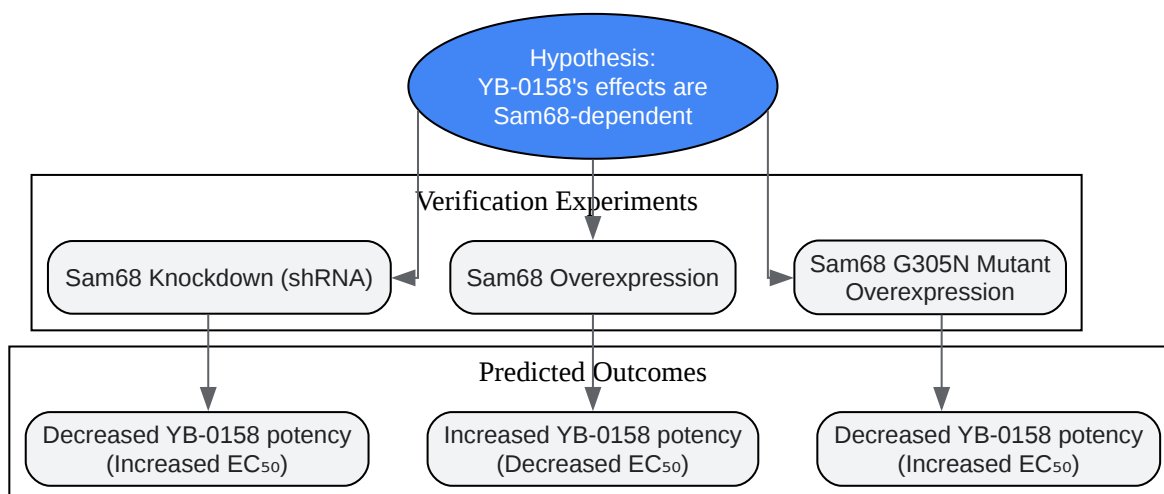 Hypothesis:
YB-0158's effects are
Sam68-dependent
Verification Experiments
Sam68 Knockdown (shRNA)
Sam68 Overexpression
Sam68 G305N Mutant
Overexpression
Predicted Outcomes
Decreased YB-0158 potency
(Increased EC₅₀)
Increased YB-0158 potency
(Decreased EC₅₀)
Decreased YB-0158 potency
(Increased EC₅₀)